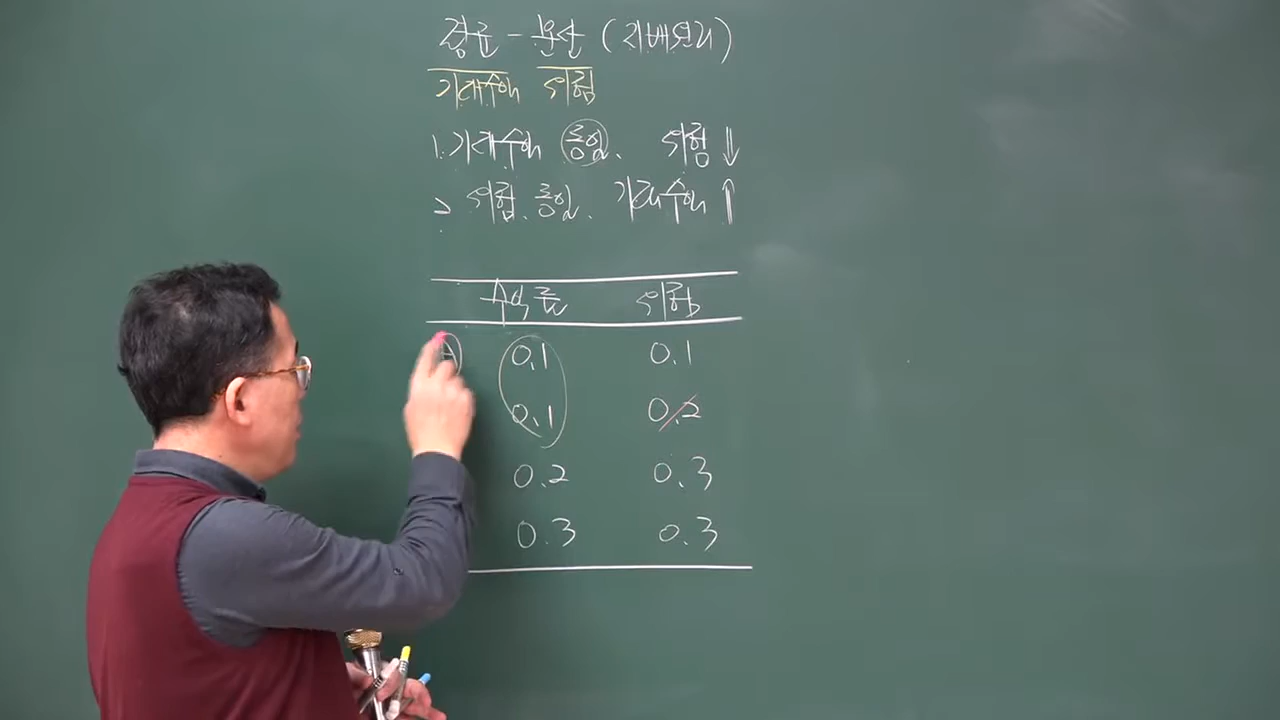 평균 - 분산 (지배원리)
기대수익 위험
1. 기대수익 동일. 위험 ⇓
2. 위험 동일. 기대수익 ⇑
수익률 위험
A 0.1 0.1
0.1 0.2
0.2 0.3
0.3 0.3